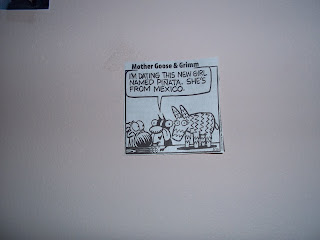 Mother Goose & Grimm
I'M DATING THIS NEW GIRL
NAMED PIÑATA. SHE'S
FROM MEXICO.